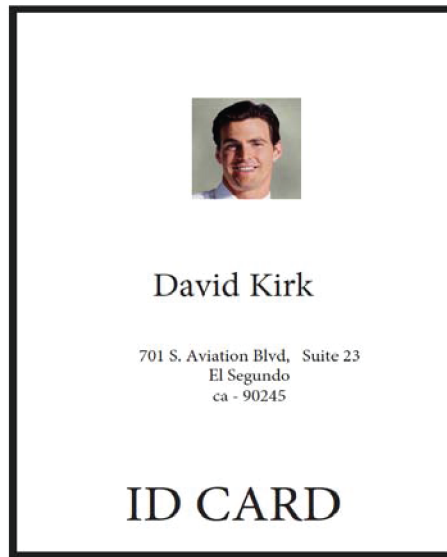 David Kirk
701 S. Aviation Blvd, Suite 23
El Segundo
ca - 90245
ID CARD